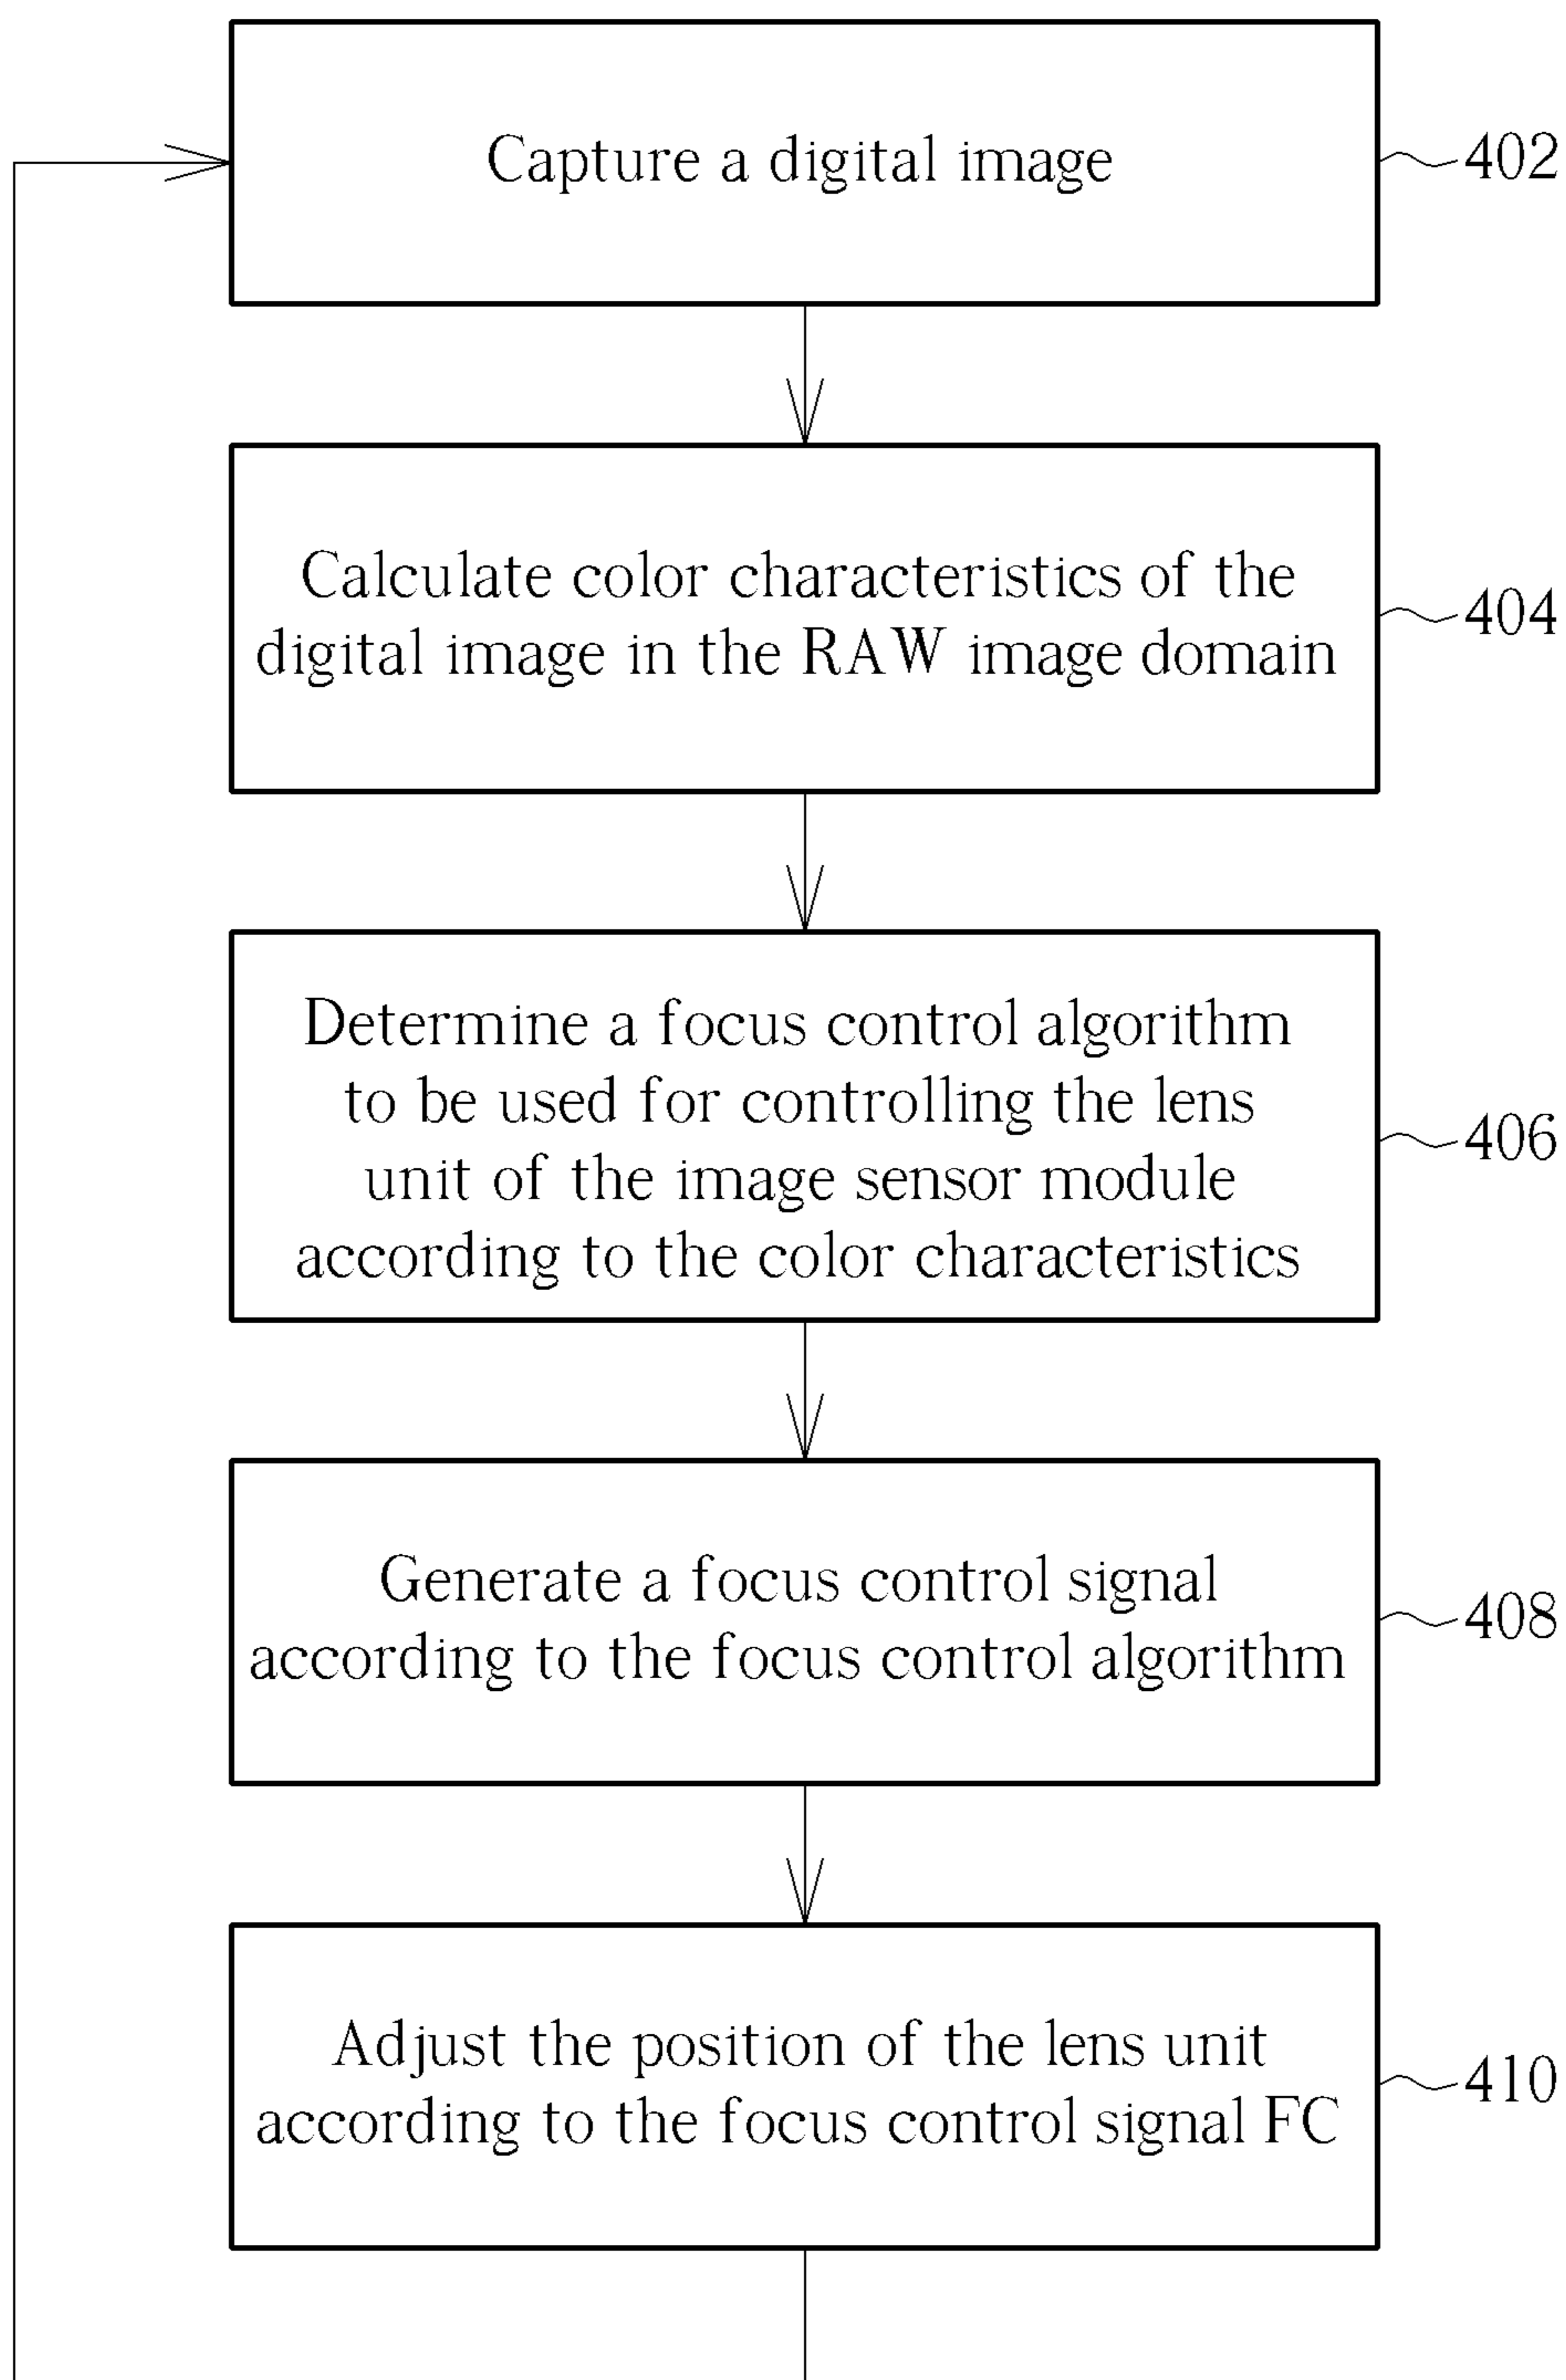 Capture a digital image
402
Calculate color characteristics of the
digital image in the RAW image domain
404
Determine a focus control algorithm
to be used for controlling the lens
unit of the image sensor module
according to the color characteristics
406
Generate a focus control signal
according to the focus control algorithm
408
Adjust the position of the lens unit
according to the focus control signal FC
410